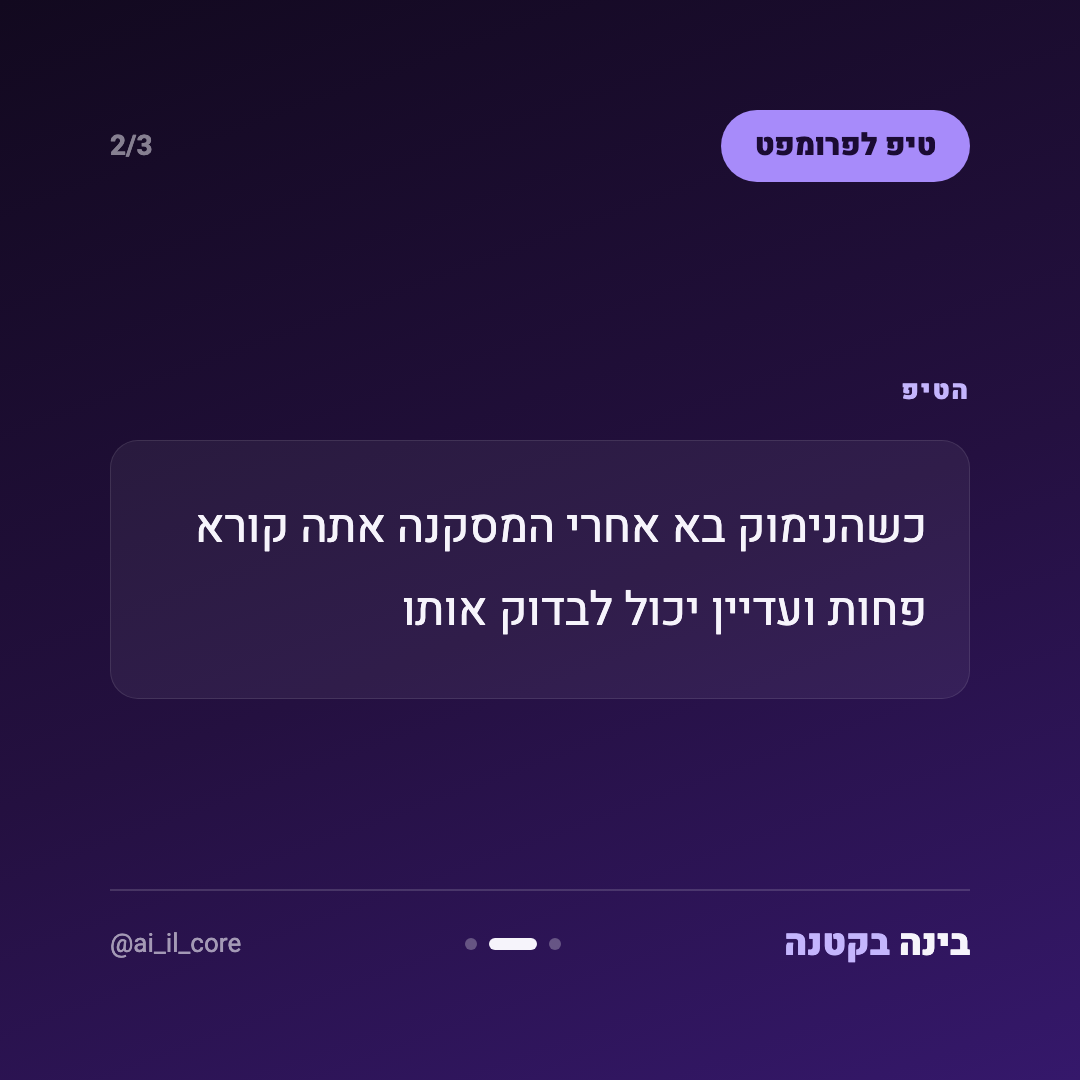 טיפ לפרומפט
2/3
הטיפ
כשהנימוק בא אחרי המסקנה אתה קורא
פחות ועדיין יכול לבדוק אותו
בינה בקטנה
@ai_il_core